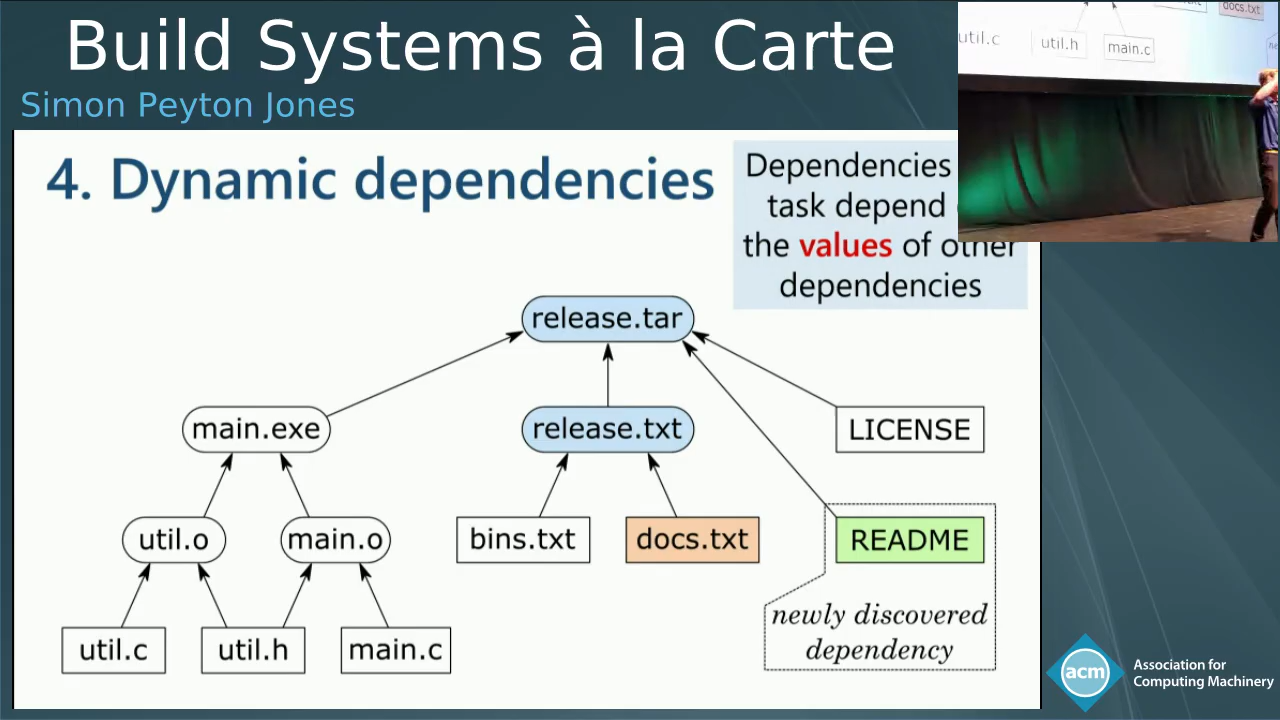 Build Systems à la Carte
Simon Peyton Jones
docs.txt
util.c
util.h
main.c
4. Dynamic dependencies
Dependencies
task depend
the values of other
dependencies
release.tar
main.exe
release.txt
LICENSE
util.o
main.o
bins.txt
docs.txt
README
newly discovered
dependency
util.c
util.h
main.c
acm
Association for
Computing Machinery